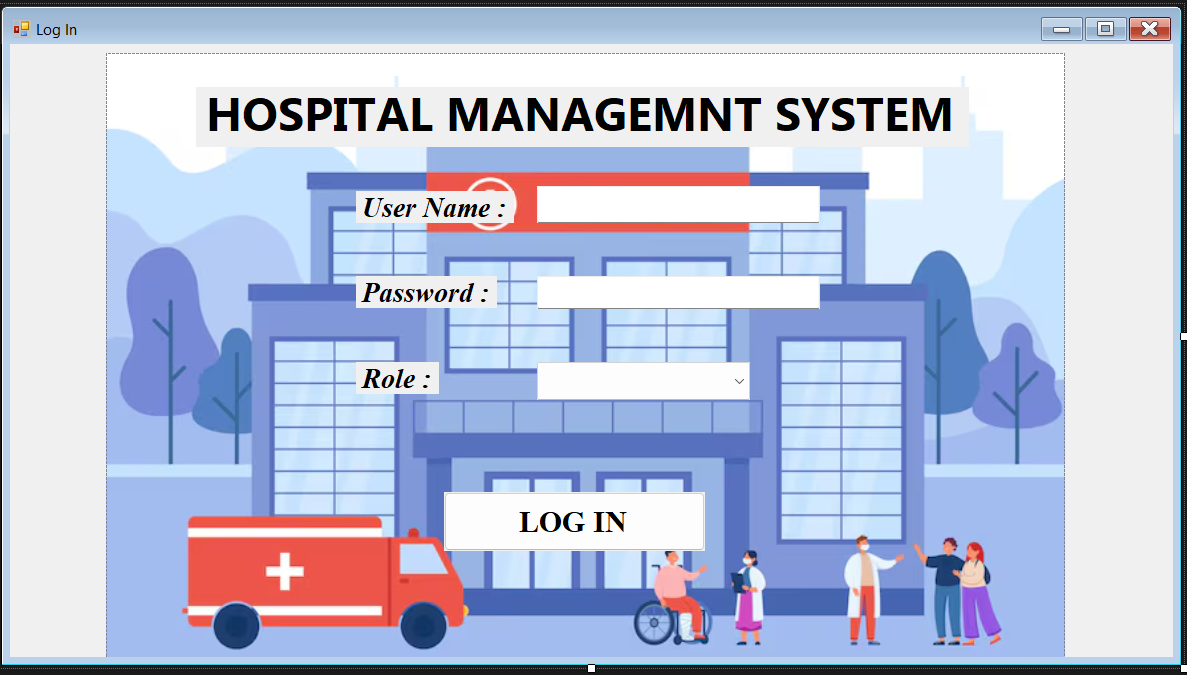 Log In
HOSPITAL MANAGEMNT SYSTEM
User Name :
Password :
Role :
LOG IN